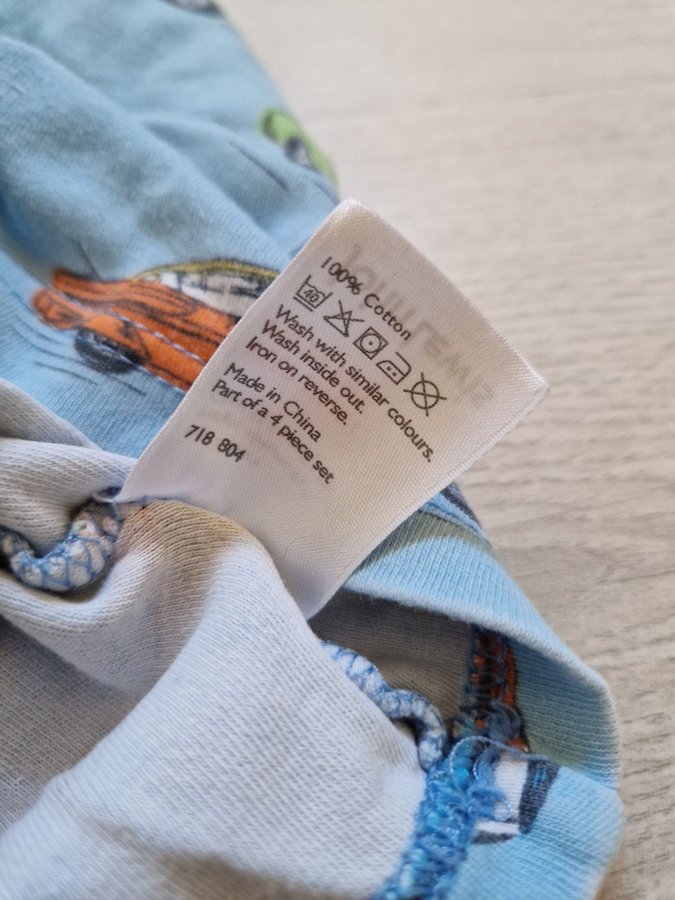 100% Cotton
40
Wash with similar colours.
Wash inside out.
Iron on reverse.
Made in China
Part of a 4 piece set
718 804